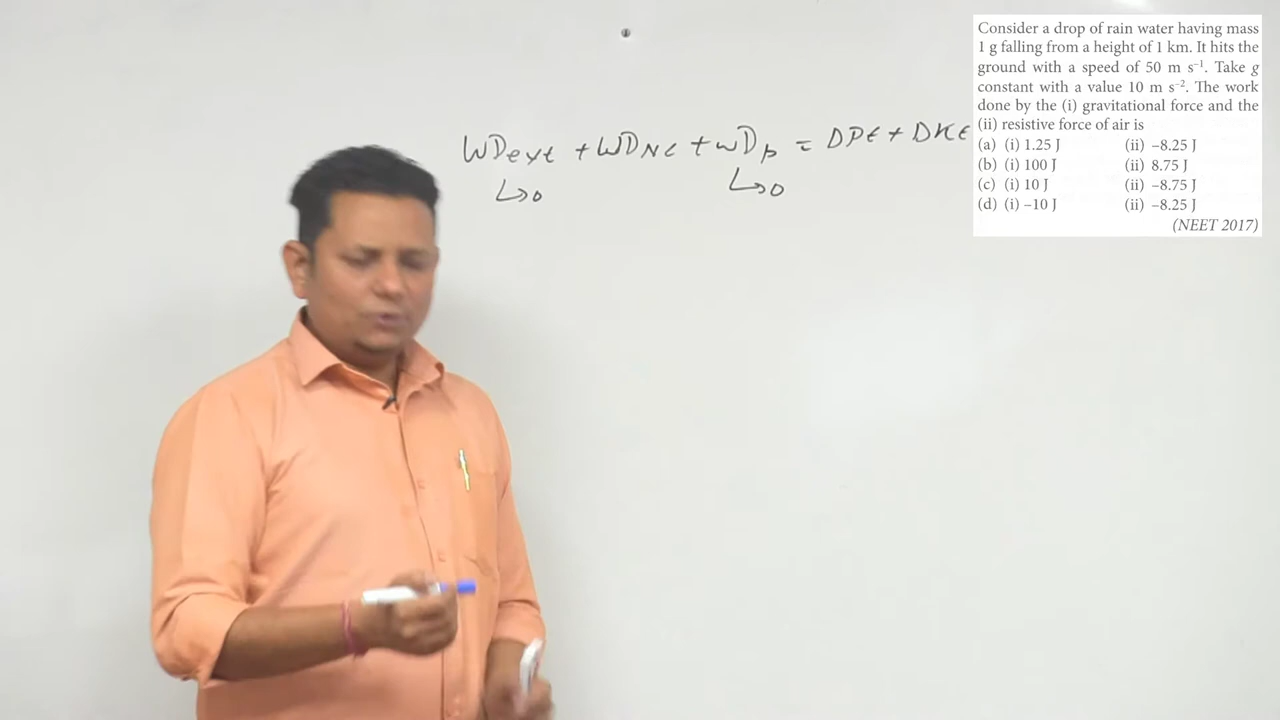 WDext + WDNC + WDp = DPE + DKE
↳0 ↳0
Consider a drop of rain water having mass
1 g falling from a height of 1 km. It hits the
ground with a speed of 50 m s⁻¹. Take g
constant with a value 10 m s⁻². The work
done by the (i) gravitational force and the
(ii) resistive force of air is
(a) (i) 1.25 J (ii) –8.25 J
(b) (i) 100 J (ii) 8.75 J
(c) (i) 10 J (ii) –8.75 J
(d) (i) –10 J (ii) –8.25 J
(NEET 2017)